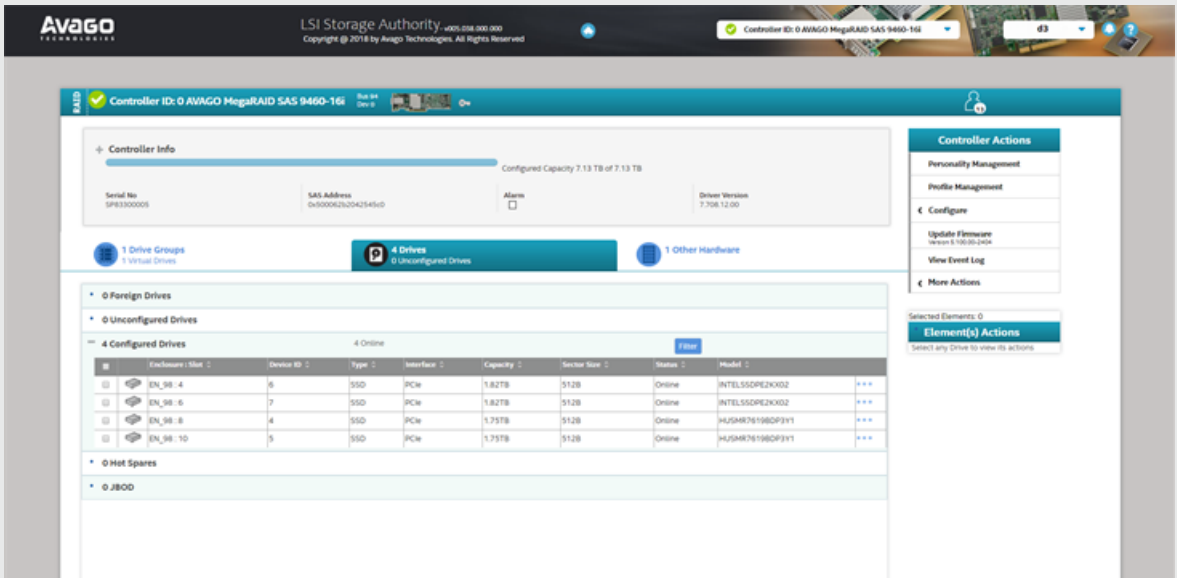 Avago
TECHNOLOGIES
LSI Storage Authority
Copyright @ 2018 by Avago Technologies. All Rights Reserved
Controller ID: 0 AVAGO MegaRAID SAS 9460-16i
d3
?
RAID
Controller ID: 0 AVAGO MegaRAID SAS 9460-16i
Dev 0
+ Controller Info
Configured Capacity 7.13 TB of 7.13 TB
Serial No
SAS Address
Alarm
Driver Version
7.708.12.00
1 Drive Groups
1 Virtual Drives
4 Drives
0 Unconfigured Drives
1 Other Hardware
0 Foreign Drives
0 Unconfigured Drives
4 Configured Drives
4 Online
Filter
Enclosure : Slot Device ID Type Interface Capacity Sector Size Status Model
EN_98 : 4 6 SSD PCIe 1.82TB 512B Online INTELSSDPE2KX02
EN_98 : 6 7 SSD PCIe 1.82TB 512B Online INTELSSDPE2KX02
EN_98 : 8 4 SSD PCIe 1.75TB 512B Online HUSMR7619BDP3Y1
EN_98 : 10 5 SSD PCIe 1.75TB 512B Online HUSMR7619BDP3Y1
0 Hot Spares
0 JBOD
Controller Actions
Personality Management
Profile Management
Configure
Update Firmware
View Event Log
More Actions
Selected Elements: 0
Element(s) Actions
Select any Drive to view its actions